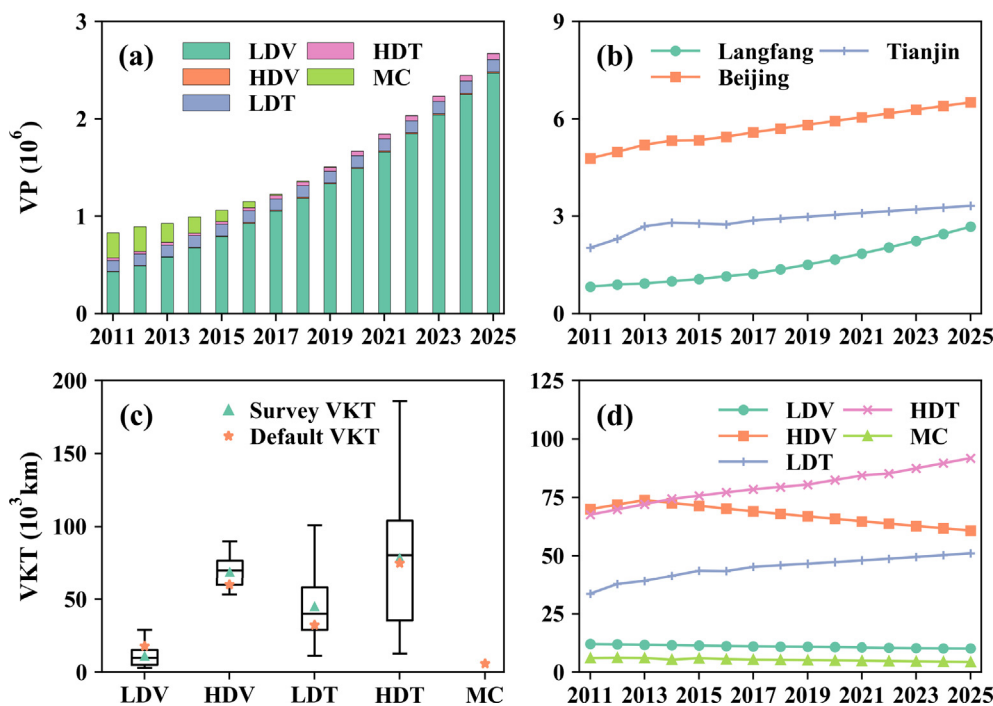 (a)
LDV
HDV
LDT
HDT
MC
VP (10⁶)
3
2
1
0
2011 2013 2015 2017 2019 2021 2023 2025
(b)
Langfang
Beijing
Tianjin
9
6
3
0
2011 2013 2015 2017 2019 2021 2023 2025
(c)
Survey VKT
Default VKT
VKT (10³km)
200
150
100
50
0
LDV HDV LDT HDT MC
(d)
LDV
HDV
LDT
HDT
MC
125
100
75
50
25
0
2011 2013 2015 2017 2019 2021 2023 2025